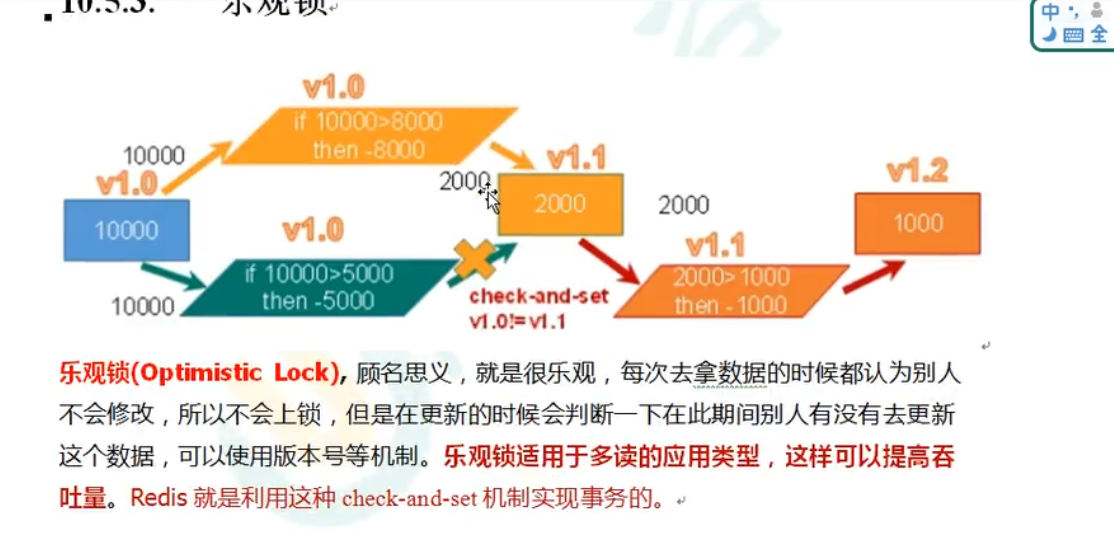 10.5.3. 乐观锁
中
全
v1.0
if 10000>8000
then -8000
10000
v1.0
10000
v1.0
10000
if 10000>5000
then -5000
2000
v1.1
2000
check-and-set
v1.0!=v1.1
2000
v1.1
2000>1000
then - 1000
v1.2
1000
乐观锁(Optimistic Lock), 顾名思义，就是很乐观，每次去拿数据的时候都认为别人
不会修改，所以不会上锁，但是在更新的时候会判断一下在此期间别人有没有去更新
这个数据，可以使用版本号等机制。乐观锁适用于多读的应用类型，这样可以提高吞
吐量。Redis 就是利用这种 check-and-set 机制实现事务的。